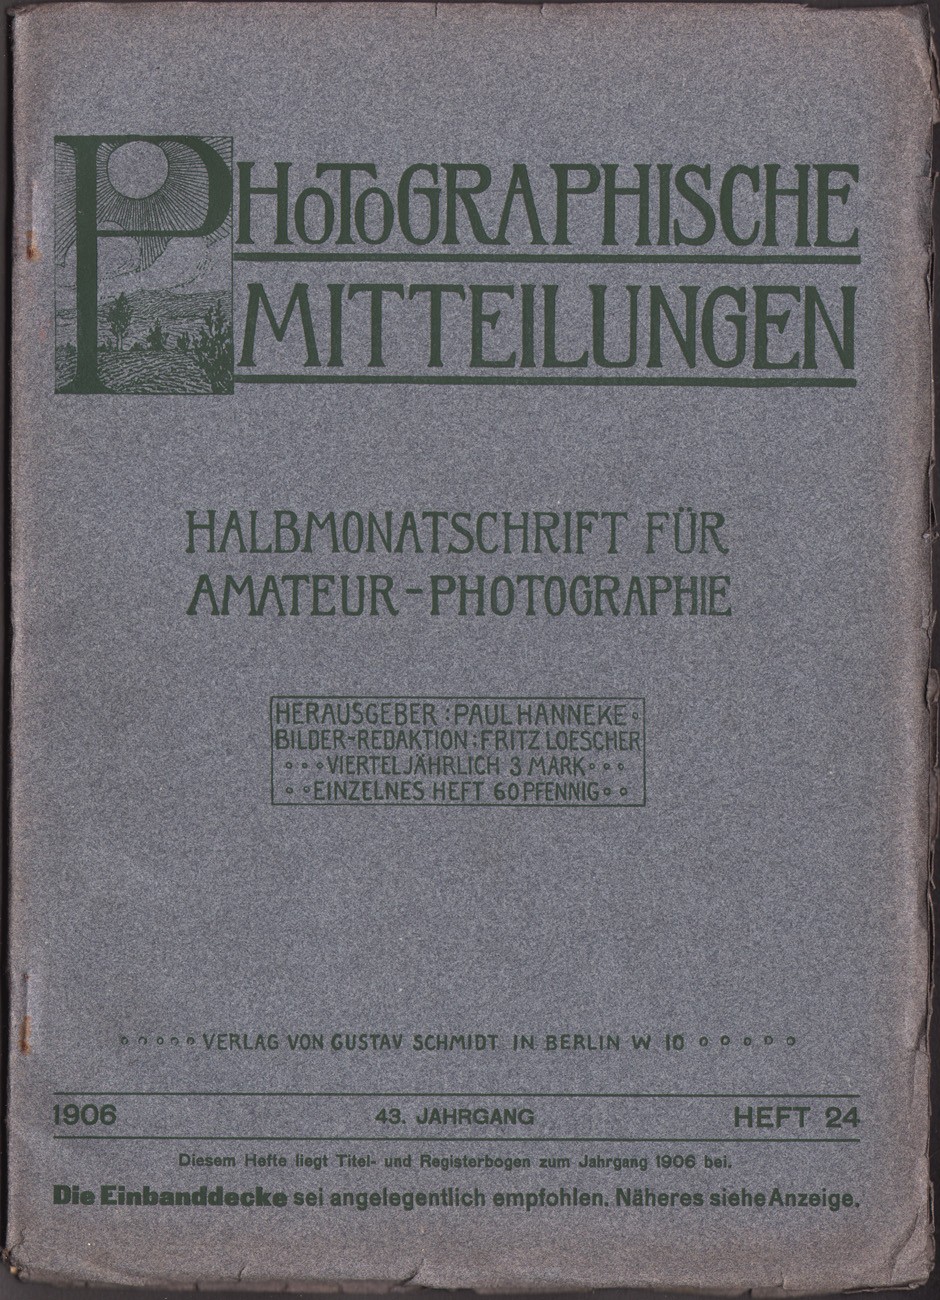 PHOTOGRAPHISCHE
MITTEILUNGEN
HALBMONATSCHRIFT FÜR
AMATEUR-PHOTOGRAPHIE
HERAUSGEBER : PAUL HANNEKE
BILDER-REDAKTION : FRITZ LOESCHER
VIERTELJÄHRLICH 3 MARK
EINZELNES HEFT 60 PFENNIG
VERLAG VON GUSTAV SCHMIDT IN BERLIN W 10
1906 43. JAHRGANG HEFT 24
Diesem Hefte liegt Titel- und Registerbogen zum Jahrgang 1906 bei.
Die Einbanddecke sei angelegentlich empfohlen. Näheres siehe Anzeige.